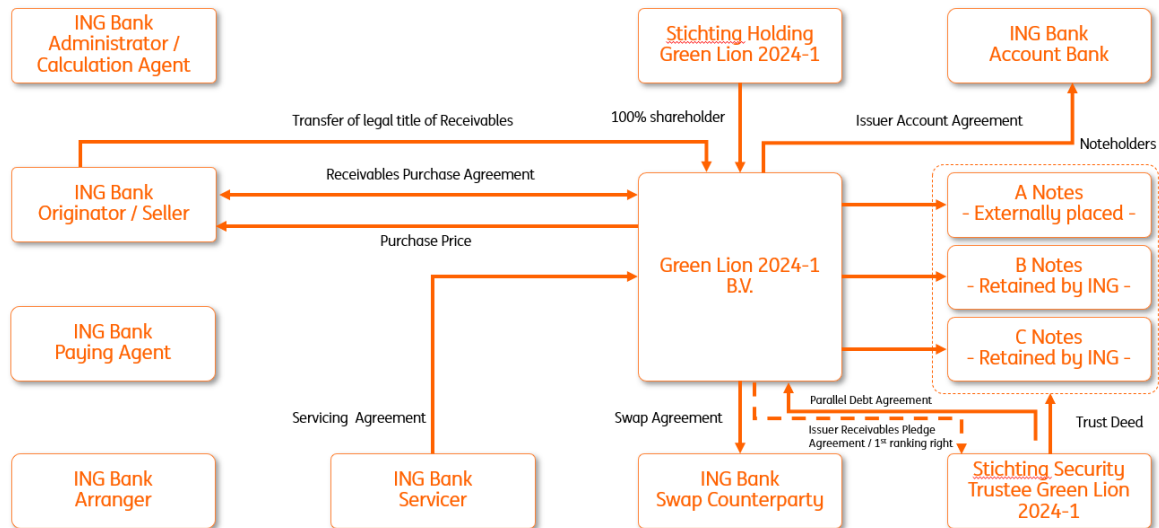 ING Bank
Administrator /
Calculation Agent
Stichting Holding
Green Lion 2024-1
ING Bank
Account Bank
Transfer of legal title of Receivables
100% shareholder
Issuer Account Agreement
Noteholders
ING Bank
Originator / Seller
Receivables Purchase Agreement
Purchase Price
Green Lion 2024-1
B.V.
A Notes
- Externally placed -
B Notes
- Retained by ING -
C Notes
- Retained by ING -
ING Bank
Paying Agent
Servicing Agreement
Swap Agreement
Parallel Debt Agreement
Issuer Receivables Pledge
Agreement / 1st ranking right
Trust Deed
ING Bank
Arranger
ING Bank
Servicer
ING Bank
Swap Counterparty
Stichting Security
Trustee Green Lion
2024-1